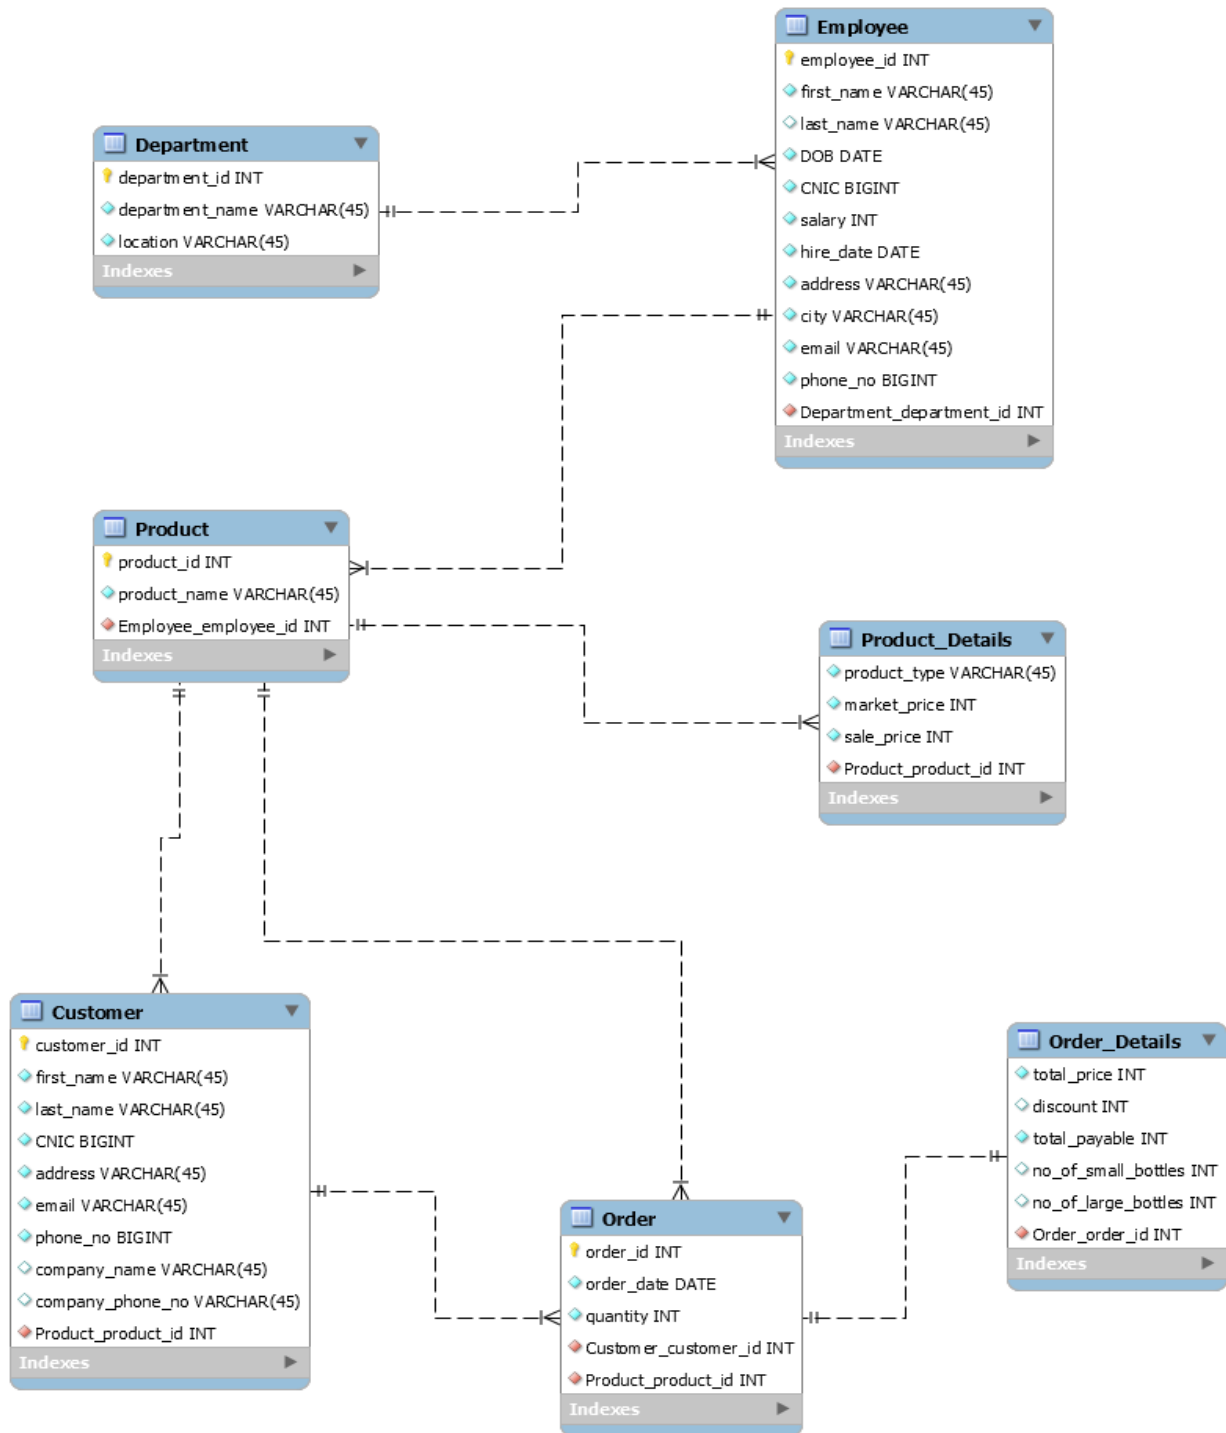 Employee
employee_id INT
first_name VARCHAR(45)
last_name VARCHAR(45)
DOB DATE
CNIC BIGINT
salary INT
hire_date DATE
address VARCHAR(45)
city VARCHAR(45)
email VARCHAR(45)
phone_no BIGINT
Department_department_id INT
Indexes
Department
department_id INT
department_name VARCHAR(45)
location VARCHAR(45)
Indexes
Product
product_id INT
product_name VARCHAR(45)
Employee_employee_id INT
Indexes
Product_Details
product_type VARCHAR(45)
market_price INT
sale_price INT
Product_product_id INT
Indexes
Customer
customer_id INT
first_name VARCHAR(45)
last_name VARCHAR(45)
CNIC BIGINT
address VARCHAR(45)
email VARCHAR(45)
phone_no BIGINT
company_name VARCHAR(45)
company_phone_no VARCHAR(45)
Product_product_id INT
Indexes
Order
order_id INT
order_date DATE
quantity INT
Customer_customer_id INT
Product_product_id INT
Indexes
Order_Details
total_price INT
discount INT
total_payable INT
no_of_small_bottles INT
no_of_large_bottles INT
Order_order_id INT
Indexes